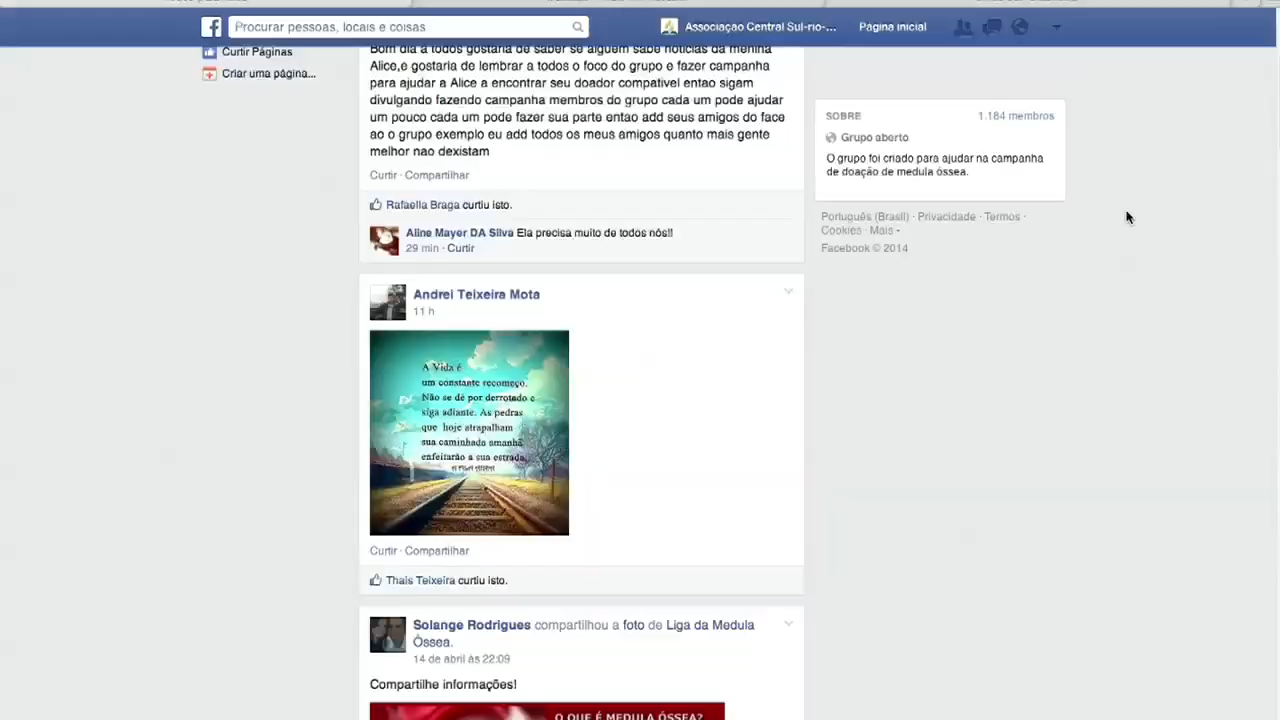 Procurar pessoas, locais e coisas
Associaçao Central Sul-rio-...
Página inicial
Curtir Páginas
Criar uma página...
Bom dia a todos gostaria de saber se alguem sabe noticias da menina
Alice,e gostaria de lembrar a todos o foco do grupo e fazer campanha
para ajudar a Alice a encontrar seu doador compativel entao sigam
divulgando fazendo campanha membros do grupo cada um pode ajudar
um pouco cada um pode fazer sua parte entao add seus amigos do face
ao o grupo exemplo eu add todos os meus amigos quanto mais gente
melhor nao dexistam
Curtir · Compartilhar
Rafaella Braga curtiu isto.
Aline Mayer DA Silva Ela precisa muito de todos nós!!
29 min · Curtir
Andrei Teixeira Mota
11 h
A Vida é
um constante recomeço.
Não se dê por derrotado e
siga adiante. As pedras
que hoje atrapalham
sua caminhada amanhã
enfeitarão a sua estrada.
Curtir · Compartilhar
Thais Teixeira curtiu isto.
Solange Rodrigues compartilhou a foto de Liga da Medula
Óssea.
14 de abril às 22:09
Compartilhe informações!
O QUE É MEDULA ÓSSEA?
SOBRE
1.184 membros
Grupo aberto
O grupo foi criado para ajudar na campanha
de doação de medula óssea.
Português (Brasil) · Privacidade · Termos ·
Cookies · Mais
Facebook © 2014